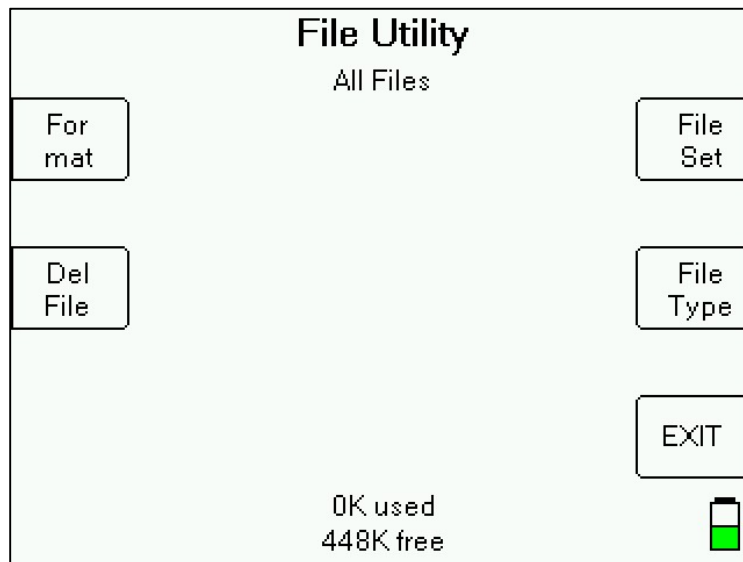 File Utility
All Files
For
mat
File
Set
Del
File
File
Type
EXIT
0K used
448K free